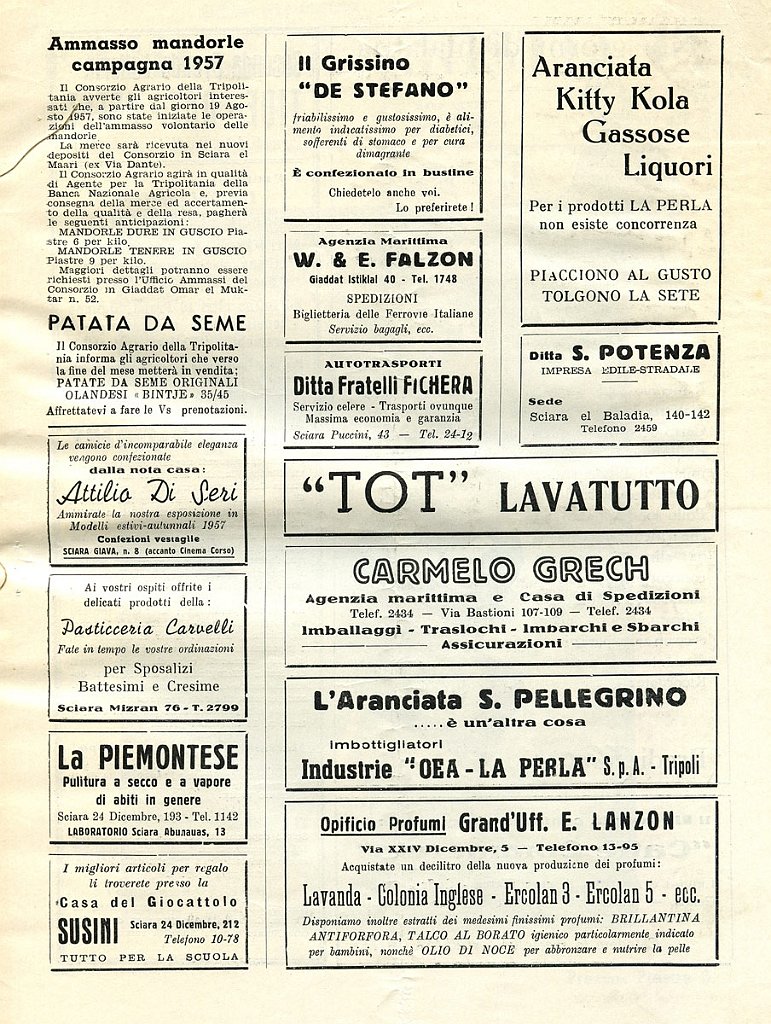 Ammasso mandorle
campagna 1957
Il Consorzio Agrario della Tripoli-
tania avverte gli agricoltori interes-
sati che, a partire dal giorno 19 Ago-
sto 1957, sono state iniziate le opera-
zioni dell'ammasso volontario delle
mandorle
La merce sarà ricevuta nei nuovi
depositi del Consorzio in Sciara el
Maari (ex Via Dante).
Il Consorzio Agrario agirà in qualità
di Agente per la Tripolitania della
Banca Nazionale Agricola e, previa
consegna della merce ed accertamen-
to della qualità e della resa, pagherà
le seguenti anticipazioni:
MANDORLE DURE IN GUSCIO Pia-
stre 6 per kilo.
MANDORLE TENERE IN GUSCIO
Piastre 9 per kilo.
Maggiori dettagli potranno essere
richiesti presso l'Ufficio Ammassi del
Consorzio in Giaddat Omar el Muk-
tar n. 52.
PATATA DA SEME
Il Consorzio Agrario della Tripolita-
nia informa gli agricoltori che verso
la fine del mese metterà in vendita;
PATATE DA SEME ORIGINALI
OLANDESI « BINTJE » 35/45
Affrettatevi a fare le Vs prenotazioni.
Le camicie d'incomparabile eleganza
vengono confezionate
dalla nota casa:
Attilio Di Seri
Ammirate la nostra esposizione in
Modelli estivi-autunnali 1957
Confezioni vestaglie
SCIARA GIAVA, n. 8 (accanto Cinema Corso)
Ai vostri ospiti offrite i
delicati prodotti della:
Pasticceria Carvelli
Fate in tempo le vostre ordinazioni
per Sposalizi
Battesimi e Cresime
Sciara Mizran 76 - T. 2799
La PIEMONTESE
Pulitura a secco e a vapore
di abiti in genere
Sciara 24 Dicembre, 193 - Tel. 1142
LABORATORIO Sciara Abunauas, 13
I migliori articoli per regalo
li troverete presso la
Casa del Giocattolo
SUSINI Sciara 24 Dicembre, 212
Telefono 10-78
TUTTO PER LA SCUOLA
Il Grissino
"DE STEFANO"
friabilissimo e gustosissimo, è ali-
mento indicatissimo per diabetici,
sofferenti di stomaco e per cura
dimagrante
È confezionato in bustine
Chiedetelo anche voi.
Lo preferirete!
Agenzia Marittima
W. & E. FALZON
Giaddat Istiklal 40 - Tel. 1748
SPEDIZIONI
Biglietteria delle Ferrovie Italiane
Servizio bagagli, ecc.
AUTOTRASPORTI
Ditta Fratelli FICHERA
Servizio celere - Trasporti ovunque
Massima economia e garanzia
Sciara Puccini, 43 — Tel. 24-12
Aranciata
Kitty Kola
Gassose
Liquori
Per i prodotti LA PERLA
non esiste concorrenza
PIACCIONO AL GUSTO
TOLGONO LA SETE
Ditta S. POTENZA
IMPRESA EDILE-STRADALE
Sede
Sciara el Baladia, 140-142
Telefono 2459
"TOT" LAVATUTTO
CARMELO GRECH
Agenzia marittima e Casa di Spedizioni
Telef. 2434 — Via Bastioni 107-109 — Telef. 2434
Imballaggi - Traslochi - Imbarchi e Sbarchi
Assicurazioni
L'Aranciata S. PELLEGRINO
.....è un'altra cosa
imbottigliatori
Industrie "OEA - LA PERLA" S.p.A. - Tripoli
Opificio Profumi Grand'Uff. E. LANZON
Via XXIV Dicembre, 5 — Telefono 13-95
Acquistate un decilitro della nuova produzione dei profumi:
Lavanda - Colonia Inglese - Ercolan 3 - Ercolan 5 - ecc.
Disponiamo inoltre estratti dei medesimi finissimi profumi: BRILLANTINA
ANTIFORFORA, TALCO AL BORATO igienico particolarmente indicato
per bambini, nonchè OLIO DI NOCE per abbronzare e nutrire la pelle